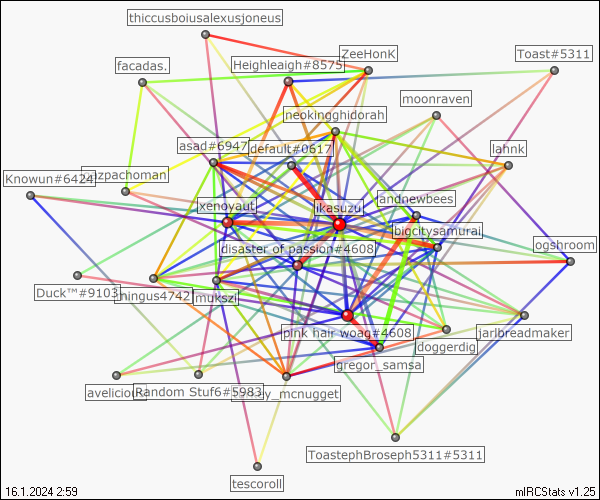 thiccusboiusalexusjoneus
ZeeHonK
Toast#5311
facadas.
Heighleaigh#8575
moonraven
neokingghidorah
asad#6947
default#0617
lahnk
Knowun#6424
zpachoman
andnewbees
xenoyaut
ikasuzu
bigcitysamurai
disaster of passion#4608
ogshroom
Duck™#9103
mingus4742
mukszi
pink hair woag#4608
jarlbreadmaker
doggerdig
gregor_samsa
Random Stuf6#5983
y_mcnugget
ToastephBroseph5311#5311
tescoroll
16.1.2024 2:59
mIRCStats v1.25